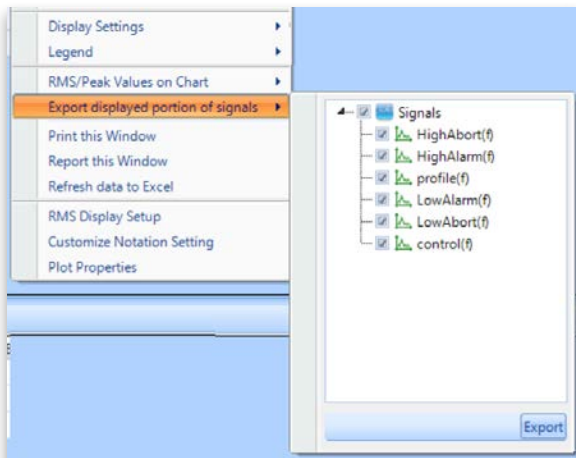 Display Settings
Legend
RMS/Peak Values on Chart
Export displayed portion of signals
Print this Window
Report this Window
Refresh data to Excel
RMS Display Setup
Customize Notation Setting
Plot Properties
Signals
HighAbort(f)
HighAlarm(f)
profile(f)
LowAlarm(f)
LowAbort(f)
control(f)
Export